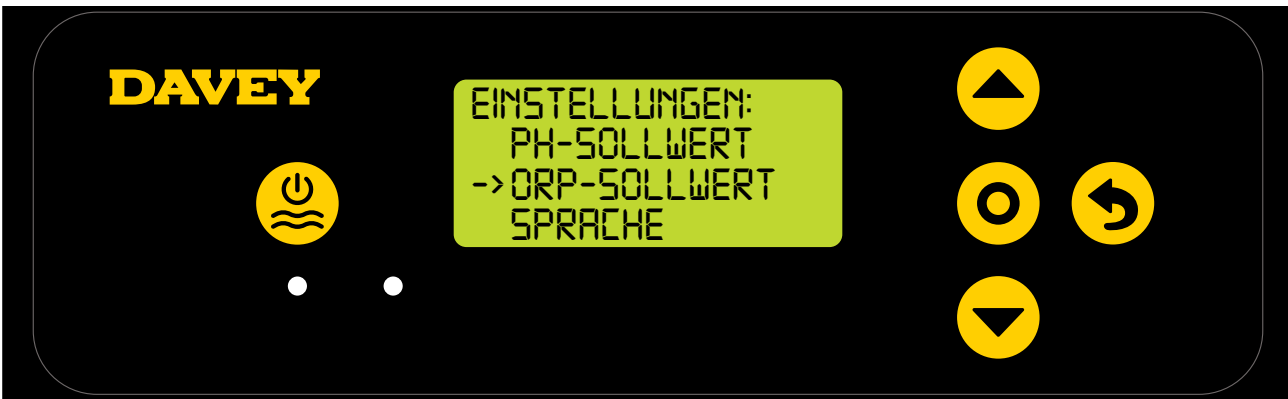 DAVEY
EINSTELLUNGEN:
PH-SOLLWERT
->ORP-SOLLWERT
SPRACHE